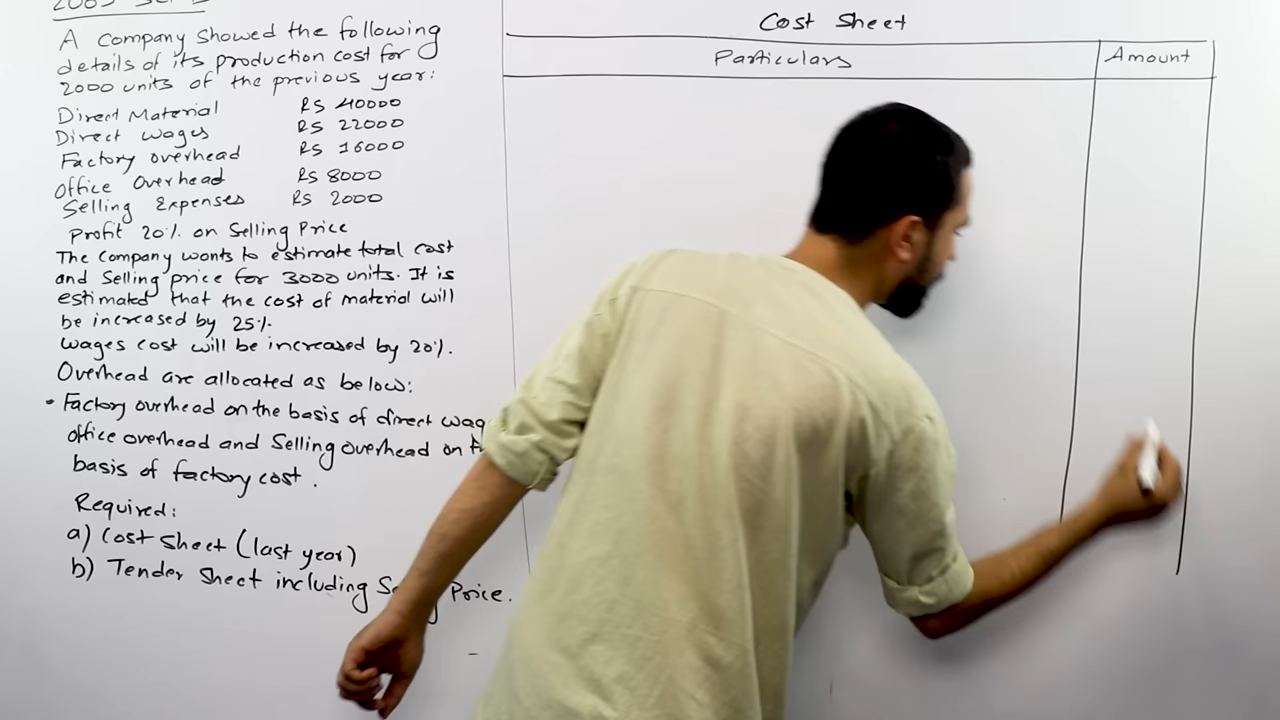 A company showed the following
details of its production cost for
2000 units of the previous year:
Direct Material RS 40000
Direct wages RS 22000
Factory overhead RS 16000
Office Overhead RS 8000
Selling Expenses RS 2000
Profit 20% on Selling Price
The company wants to estimate total cost
and Selling price for 3000 units. It is
estimated that the cost of material will
be increased by 25%.
wages cost will be increased by 20%.
Overhead are allocated as below:
• Factory overhead on the basis of direct wag
office overhead and Selling overhead on
basis of factory cost.
Required:
a) Cost sheet (last year)
b) Tender sheet including Price.
Cost Sheet
Particulars Amount